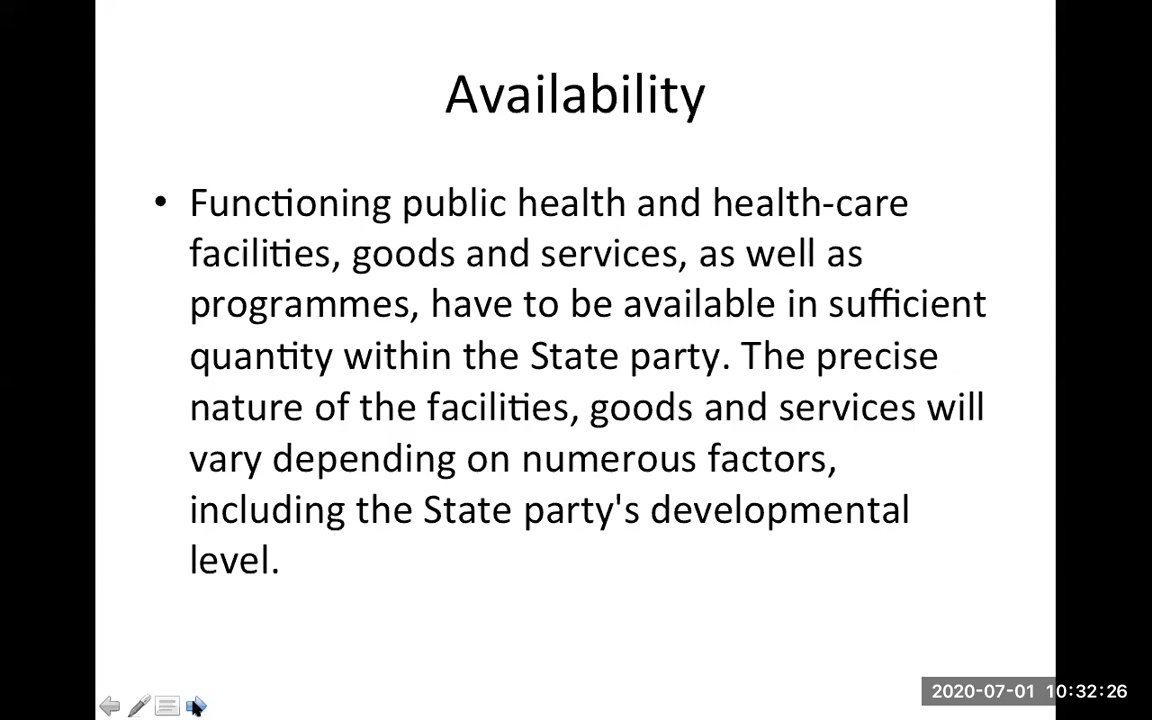 Availability
• Functioning public health and health-care
facilities, goods and services, as well as
programmes, have to be available in sufficient
quantity within the State party. The precise
nature of the facilities, goods and services will
vary depending on numerous factors,
including the State party's developmental
level.
2020-07-01 10:32:26